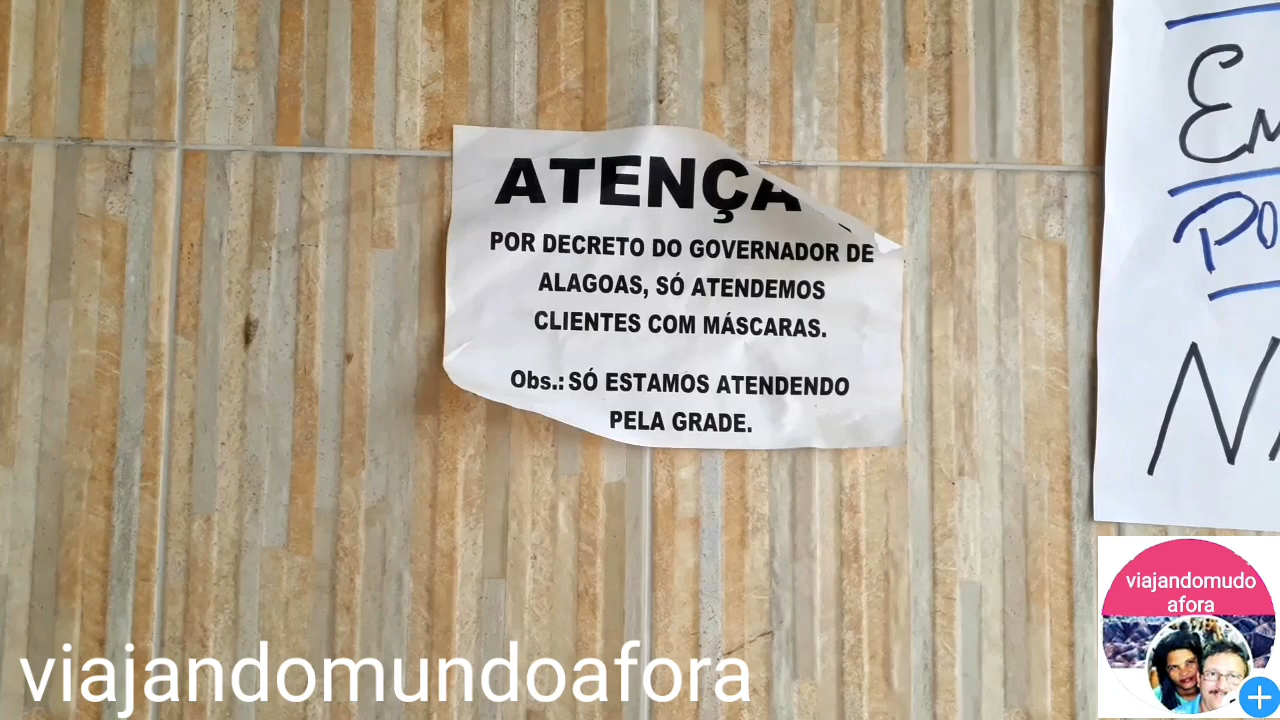 ATENÇA
POR DECRETO DO GOVERNADOR DE
ALAGOAS, SÓ ATENDEMOS
CLIENTES COM MÁSCARAS.
Obs.: SÓ ESTAMOS ATENDENDO
PELA GRADE.
viajandomudo
afora
viajandomundoafora